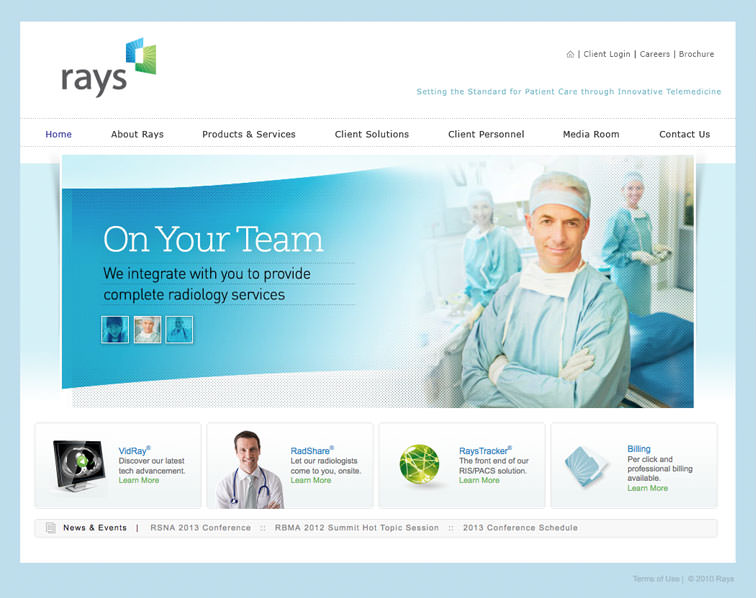 rays
| Client Login | Careers | Brochure
Setting the Standard for Patient Care through Innovative Telemedicine
Home About Rays Products & Services Client Solutions Client Personnel Media Room Contact Us
On Your Team
We integrate with you to provide
complete radiology services
VidRay®
Discover our latest
tech advancement.
Learn More
RadShare®
Let our radiologists
come to you, onsite.
Learn More
RaysTracker®
The front end of our
RIS/PACS solution.
Learn More
Billing
Per click and
professional billing
available.
Learn More
News & Events | RSNA 2013 Conference :: RBMA 2012 Summit Hot Topic Session :: 2013 Conference Schedule
Terms of Use | © 2010 Rays